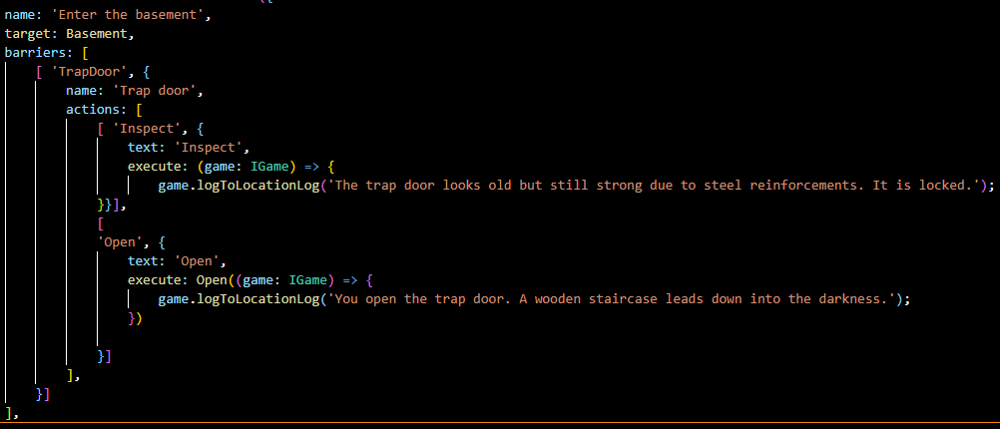 name: 'Enter the basement',
target: Basement,
barriers: [
    [ 'TrapDoor', {
        name: 'Trap door',
        actions: [
            [ 'Inspect', {
                text: 'Inspect',
                execute: (game: IGame) => {
                    game.logToLocationLog('The trap door looks old but still strong due to steel reinforcements. It is locked.');
            }}],
            [
            'Open', {
                text: 'Open',
                execute: Open((game: IGame) => {
                    game.logToLocationLog('You open the trap door. A wooden staircase leads down into the darkness.');
                })
            }]
        ],
    }]
],